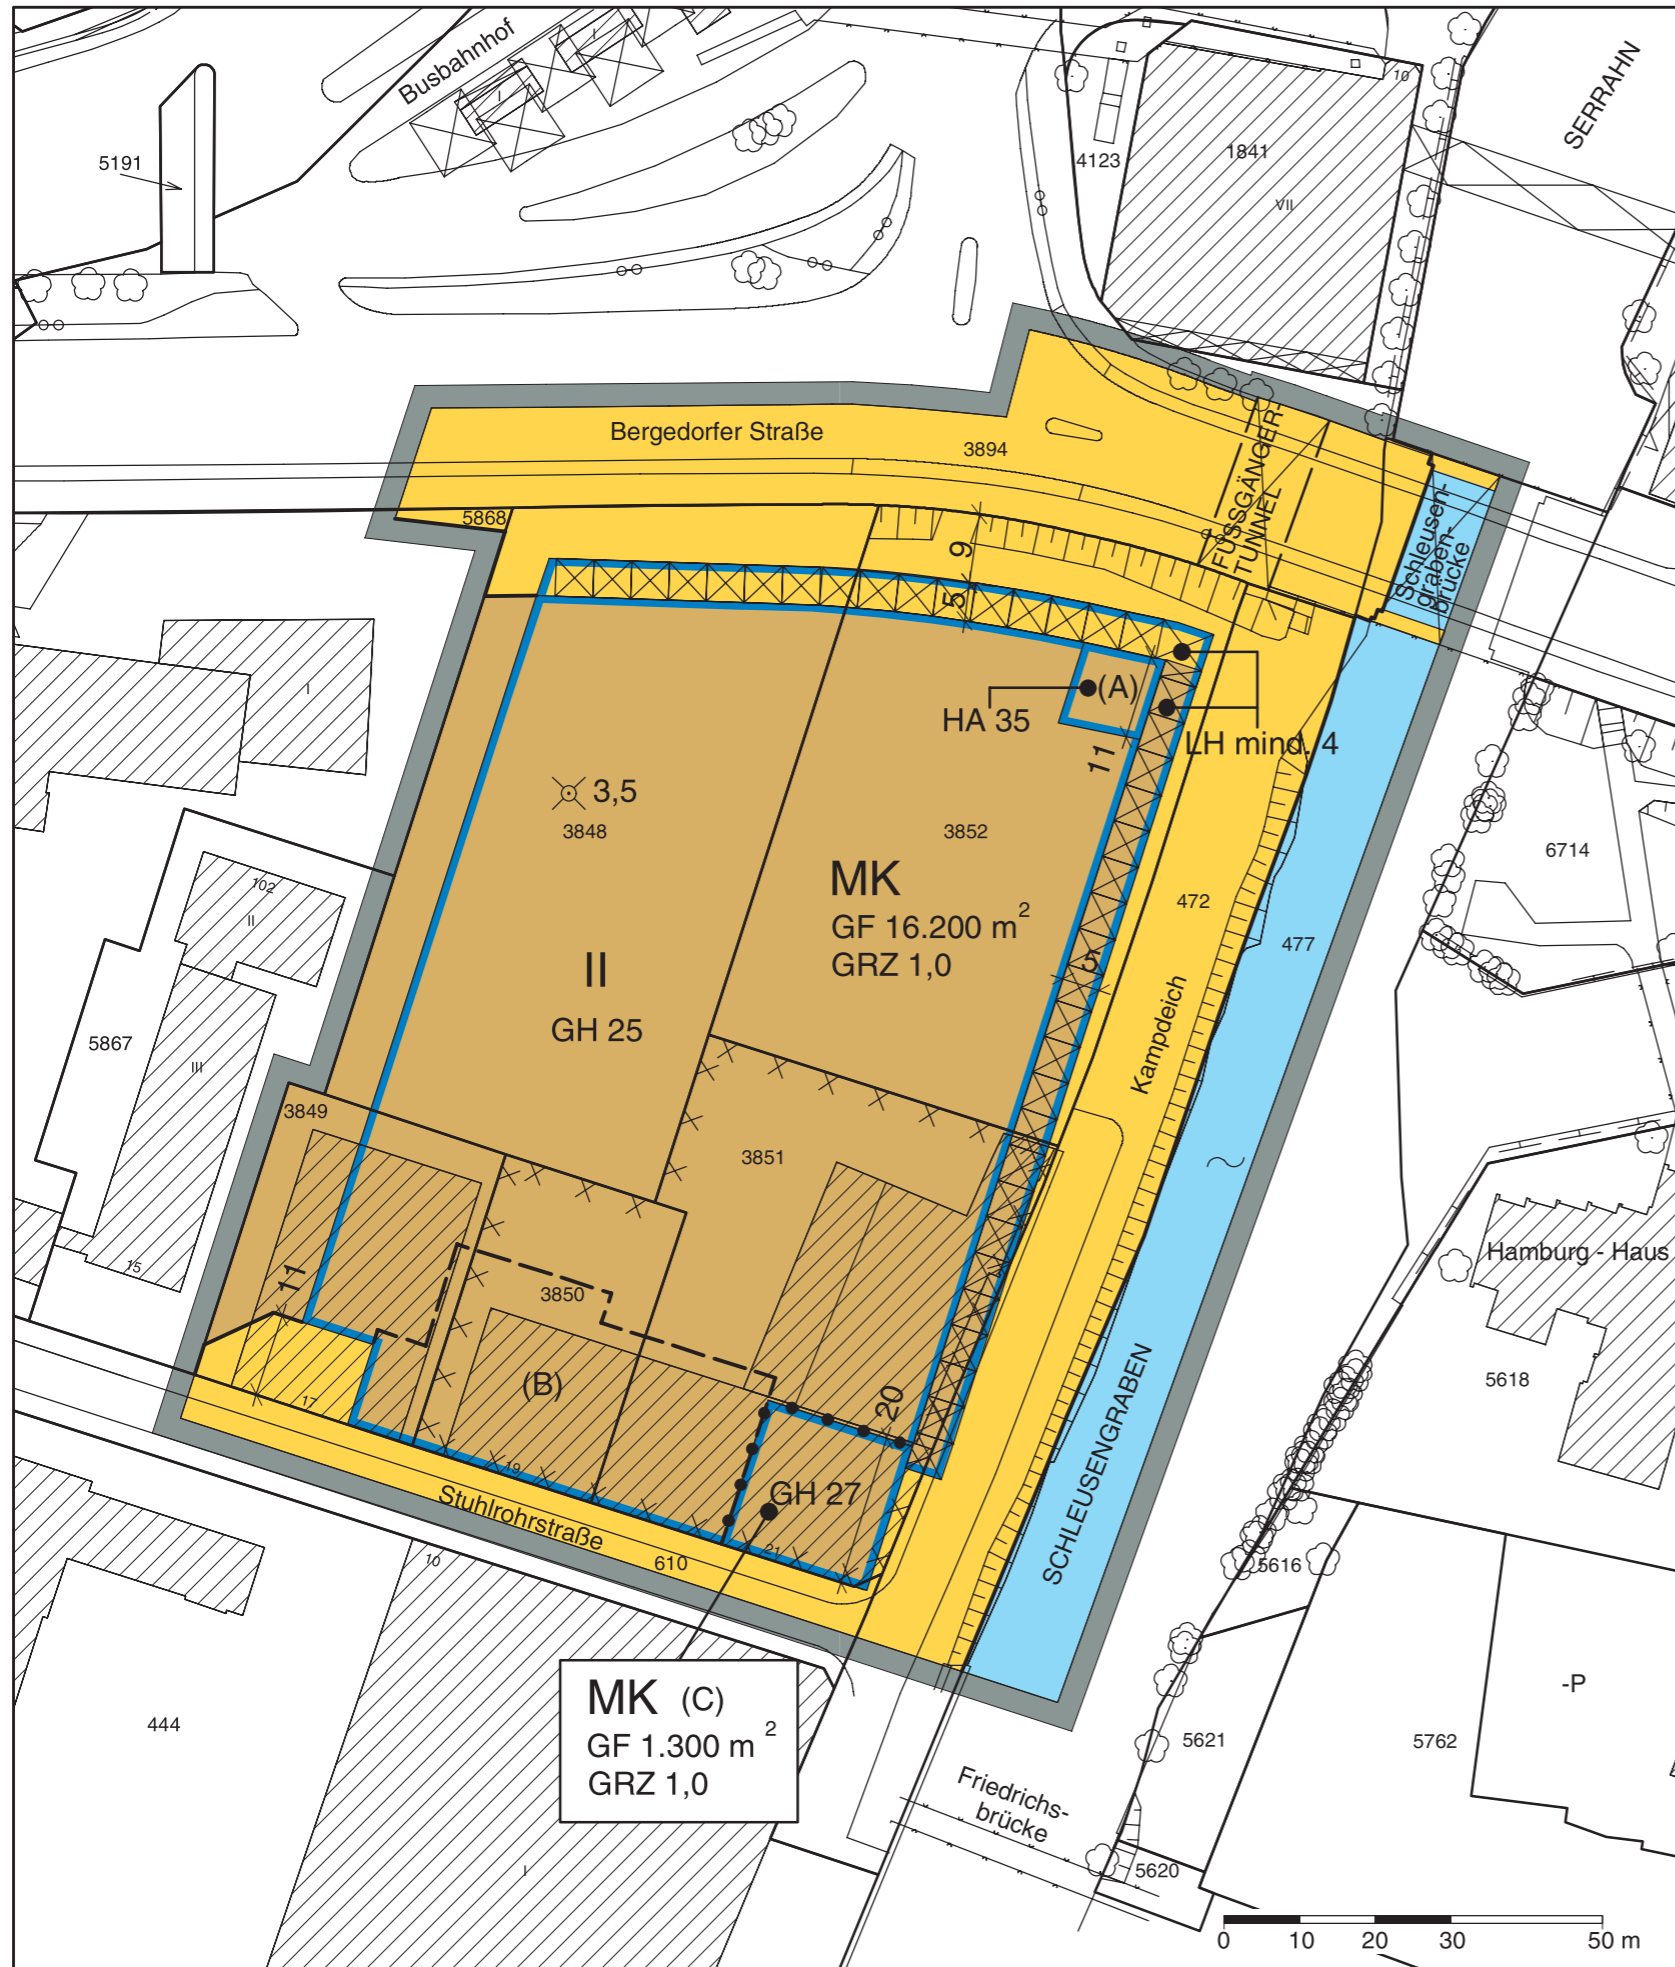 Busbahnhof
I
I
5191
4123
1841
VII
10
SERRAHN
Bergedorfer Straße
3894
5868
FUSSGÄNGER-
TUNNEL
Schleusen-
graben-
brücke
9
5
(A)
HA 35
LH mind. 4
11
I
3,5
3848
3852
MK
GF 16.200 m²
GRZ 1,0
II
GH 25
5
472
477
6714
Kampdeich
102
II
5867
III
15
3849
3851
3850
11
(B)
20
17
19
21
GH 27
Stuhlrohrstraße
610
SCHLEUSENGRABEN
Hamburg - Haus
5618
5616
10
444
I
MK (C)
GF 1.300 m²
GRZ 1,0
Friedrichs-
brücke
5621
5762
-P
5620
0 10 20 30 50 m